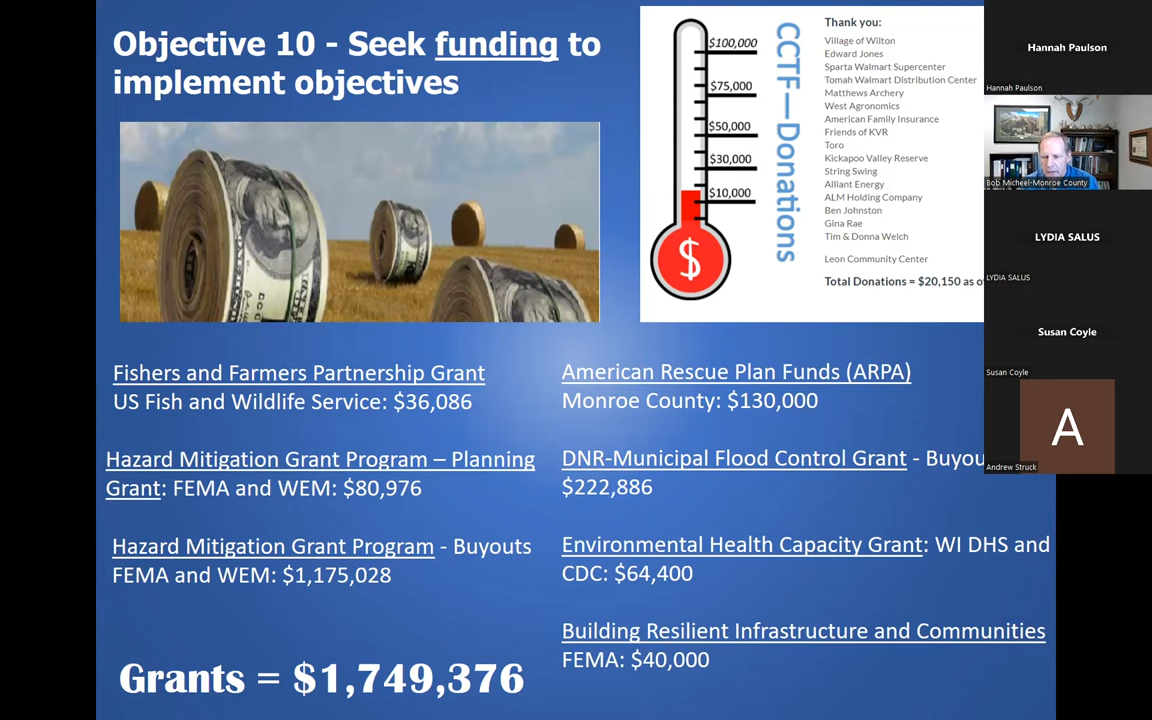 Objective 10 - Seek funding to
implement objectives
$100,000
$75,000
$50,000
$30,000
$10,000
$
CCTF—Donations
Thank you:
Village of Wilton
Edward Jones
Sparta Walmart Supercenter
Tomah Walmart Distribution Center
Matthews Archery
West Agronomics
American Family Insurance
Friends of KVR
Toro
Kickapoo Valley Reserve
String Swing
Alliant Energy
ALM Holding Company
Ben Johnston
Gina Rae
Tim & Donna Welch
Leon Community Center
Total Donations = $20,150 as o
Fishers and Farmers Partnership Grant
US Fish and Wildlife Service: $36,086
Hazard Mitigation Grant Program – Planning
Grant: FEMA and WEM: $80,976
Hazard Mitigation Grant Program - Buyouts
FEMA and WEM: $1,175,028
Grants = $1,749,376
American Rescue Plan Funds (ARPA)
Monroe County: $130,000
DNR-Municipal Flood Control Grant - Buyou
$222,886
Environmental Health Capacity Grant: WI DHS and
CDC: $64,400
Building Resilient Infrastructure and Communities
FEMA: $40,000
Hannah Paulson
Hannah Paulson
Bob Micheel-Monroe County
LYDIA SALUS
LYDIA SALUS
Susan Coyle
Susan Coyle
A
Andrew Struck